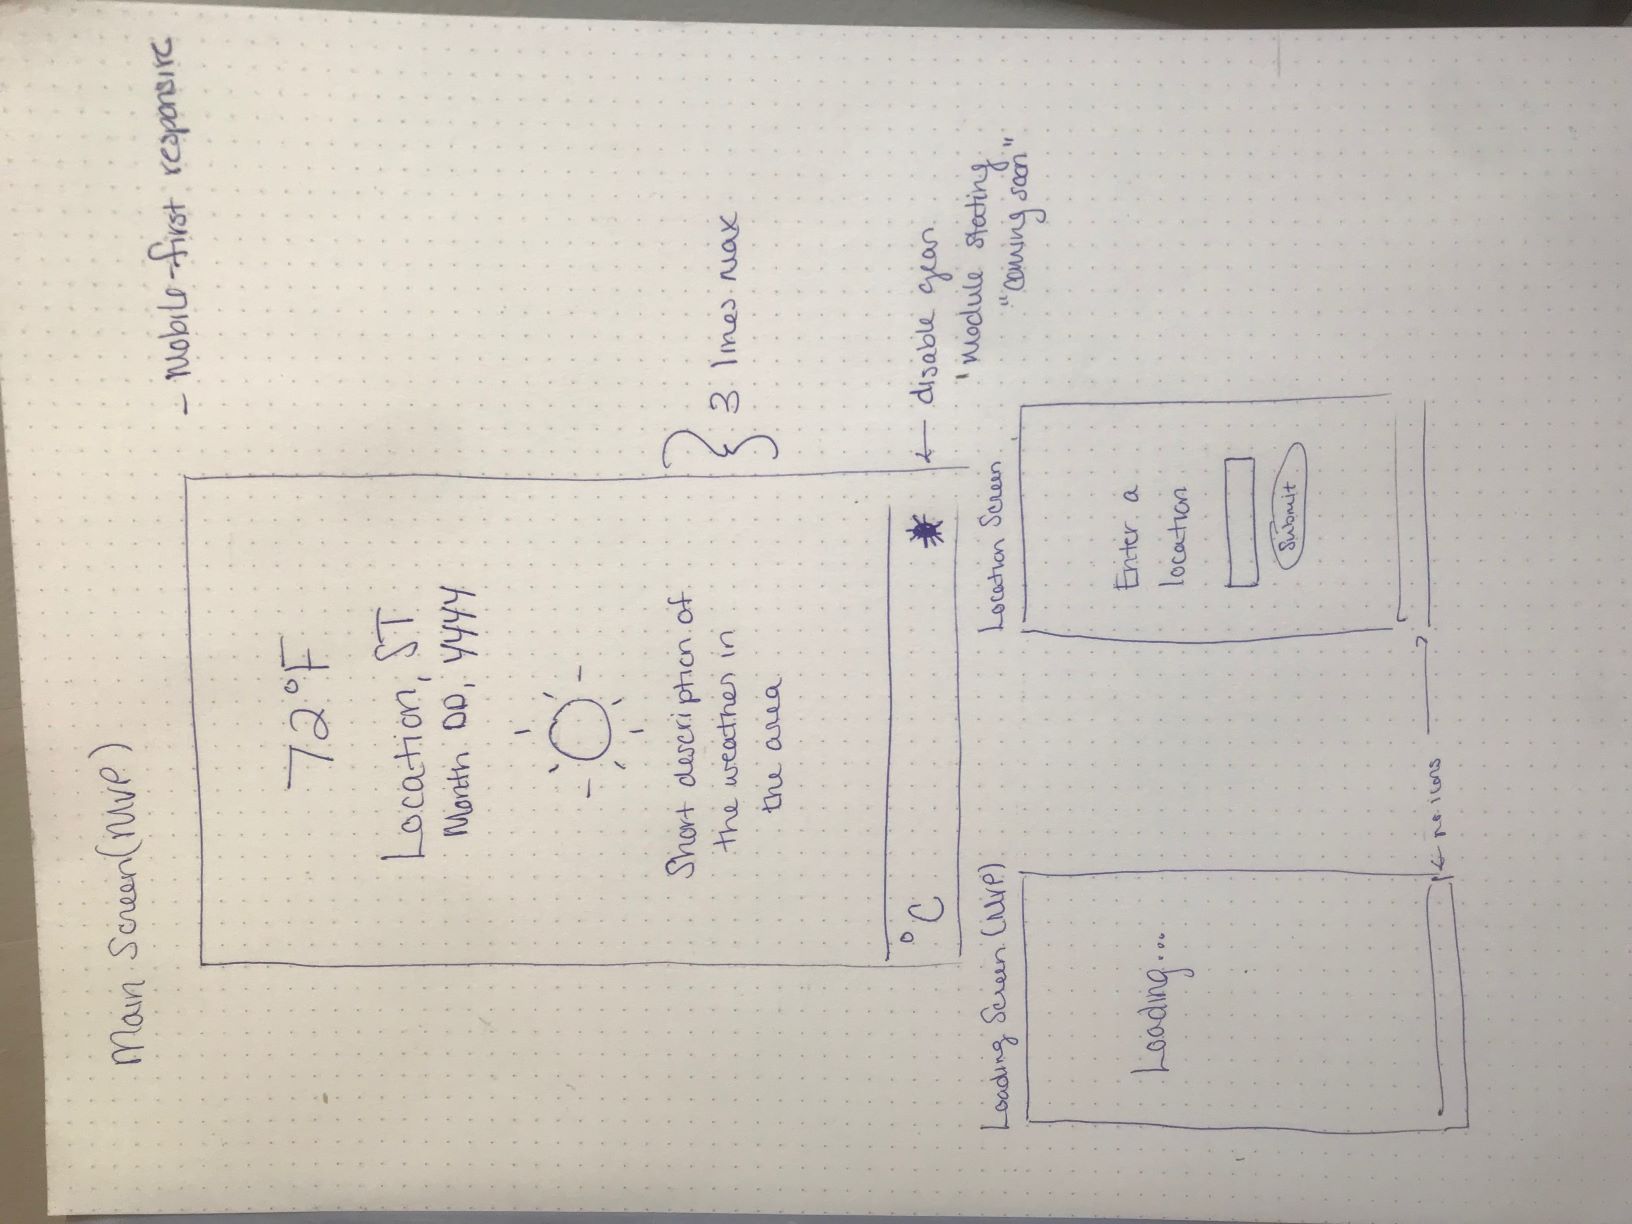 Main Screen (MVP)
- Mobile-first responsive
72°F
Location, ST
Month DD, YYYY
Short description of
the weather in
the area
3 lines max
°C
disable gear
module stating
"coming soon"
Loading Screen (MVP)
Loading...
Location Screen
Enter a
location
Submit
no icons